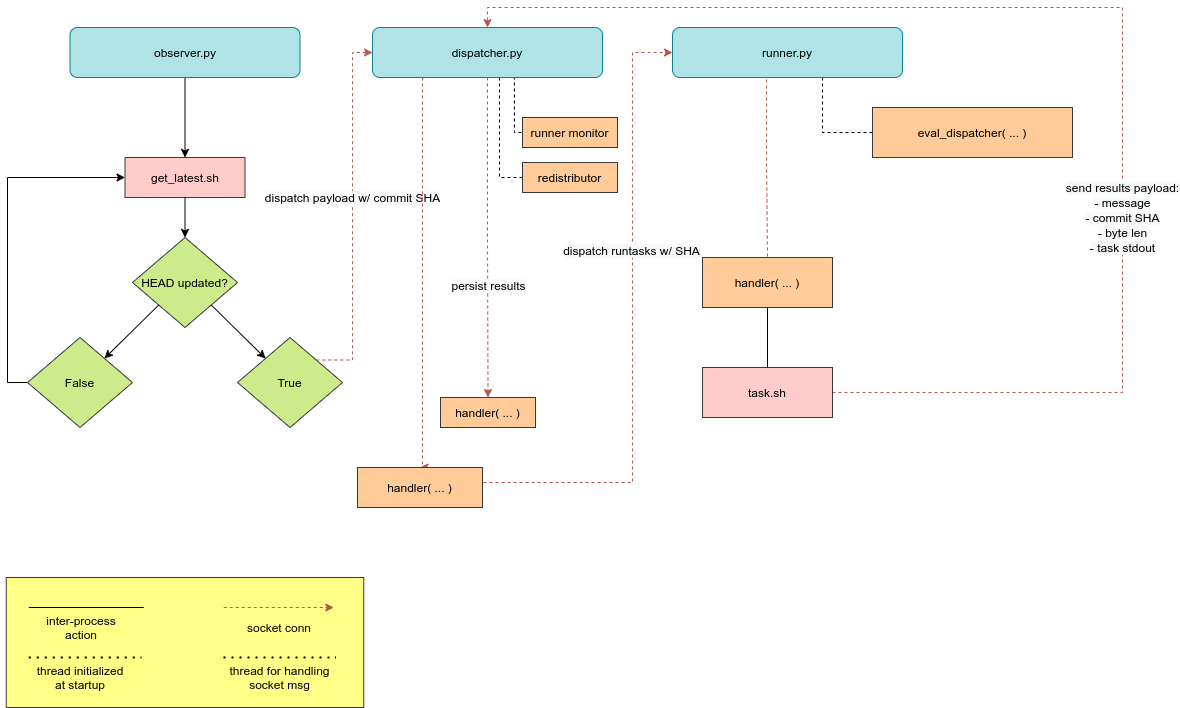 observer.py
dispatcher.py
runner.py
runner monitor
eval_dispatcher( ... )
get_latest.sh
redistributor
dispatch payload w/ commit SHA
send results payload:
- message
- commit SHA
- byte len
- task stdout
dispatch runtasks w/ SHA
HEAD updated?
persist results
handler( ... )
False
True
task.sh
handler( ... )
handler( ... )
inter-process
action
socket conn
thread initialized
at startup
thread for handling
socket msg